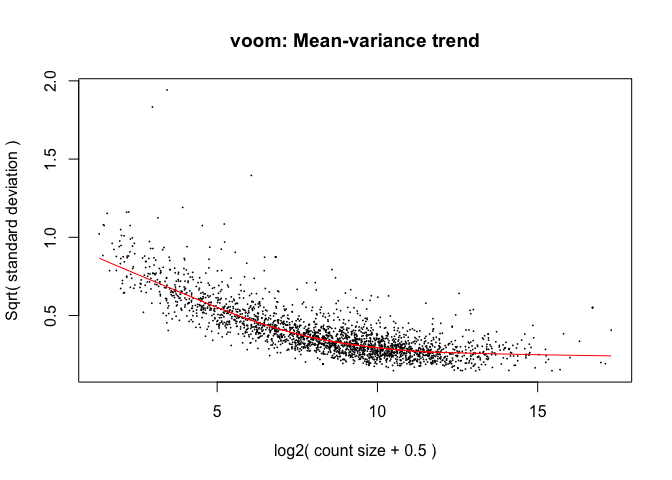 voom: Mean-variance trend
2.0
1.5
1.0
0.5
Sqrt( standard deviation )
5 10 15
log2( count size + 0.5 )